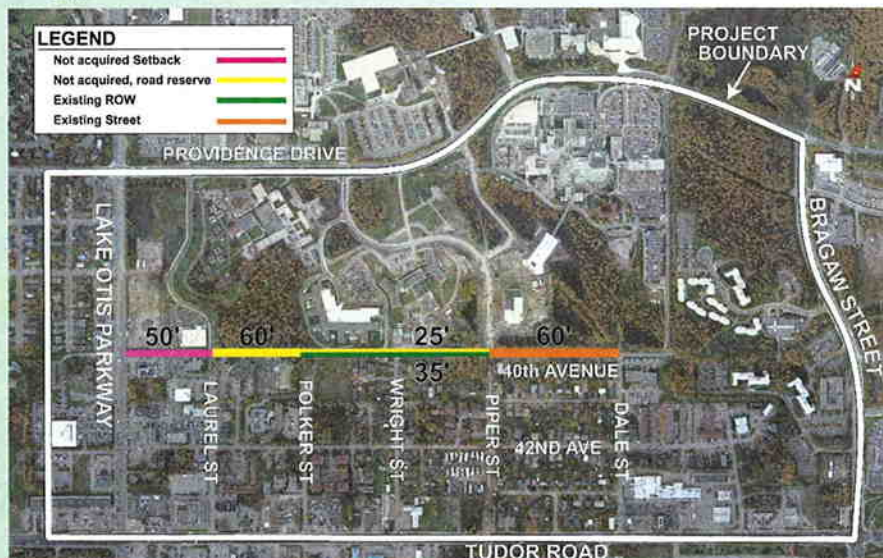 LEGEND
Not acquired Setback
Not acquired, road reserve
Existing ROW
Existing Street
PROJECT
BOUNDARY
N
PROVIDENCE DRIVE
LAKE OTIS PARKWAY
BRAGAW STREET
50'
60'
25'
60'
35'
40th AVENUE
LAUREL ST
FOLKER ST
WRIGHT ST
PIPER ST
DALE ST
42ND AVE
TUDOR ROAD